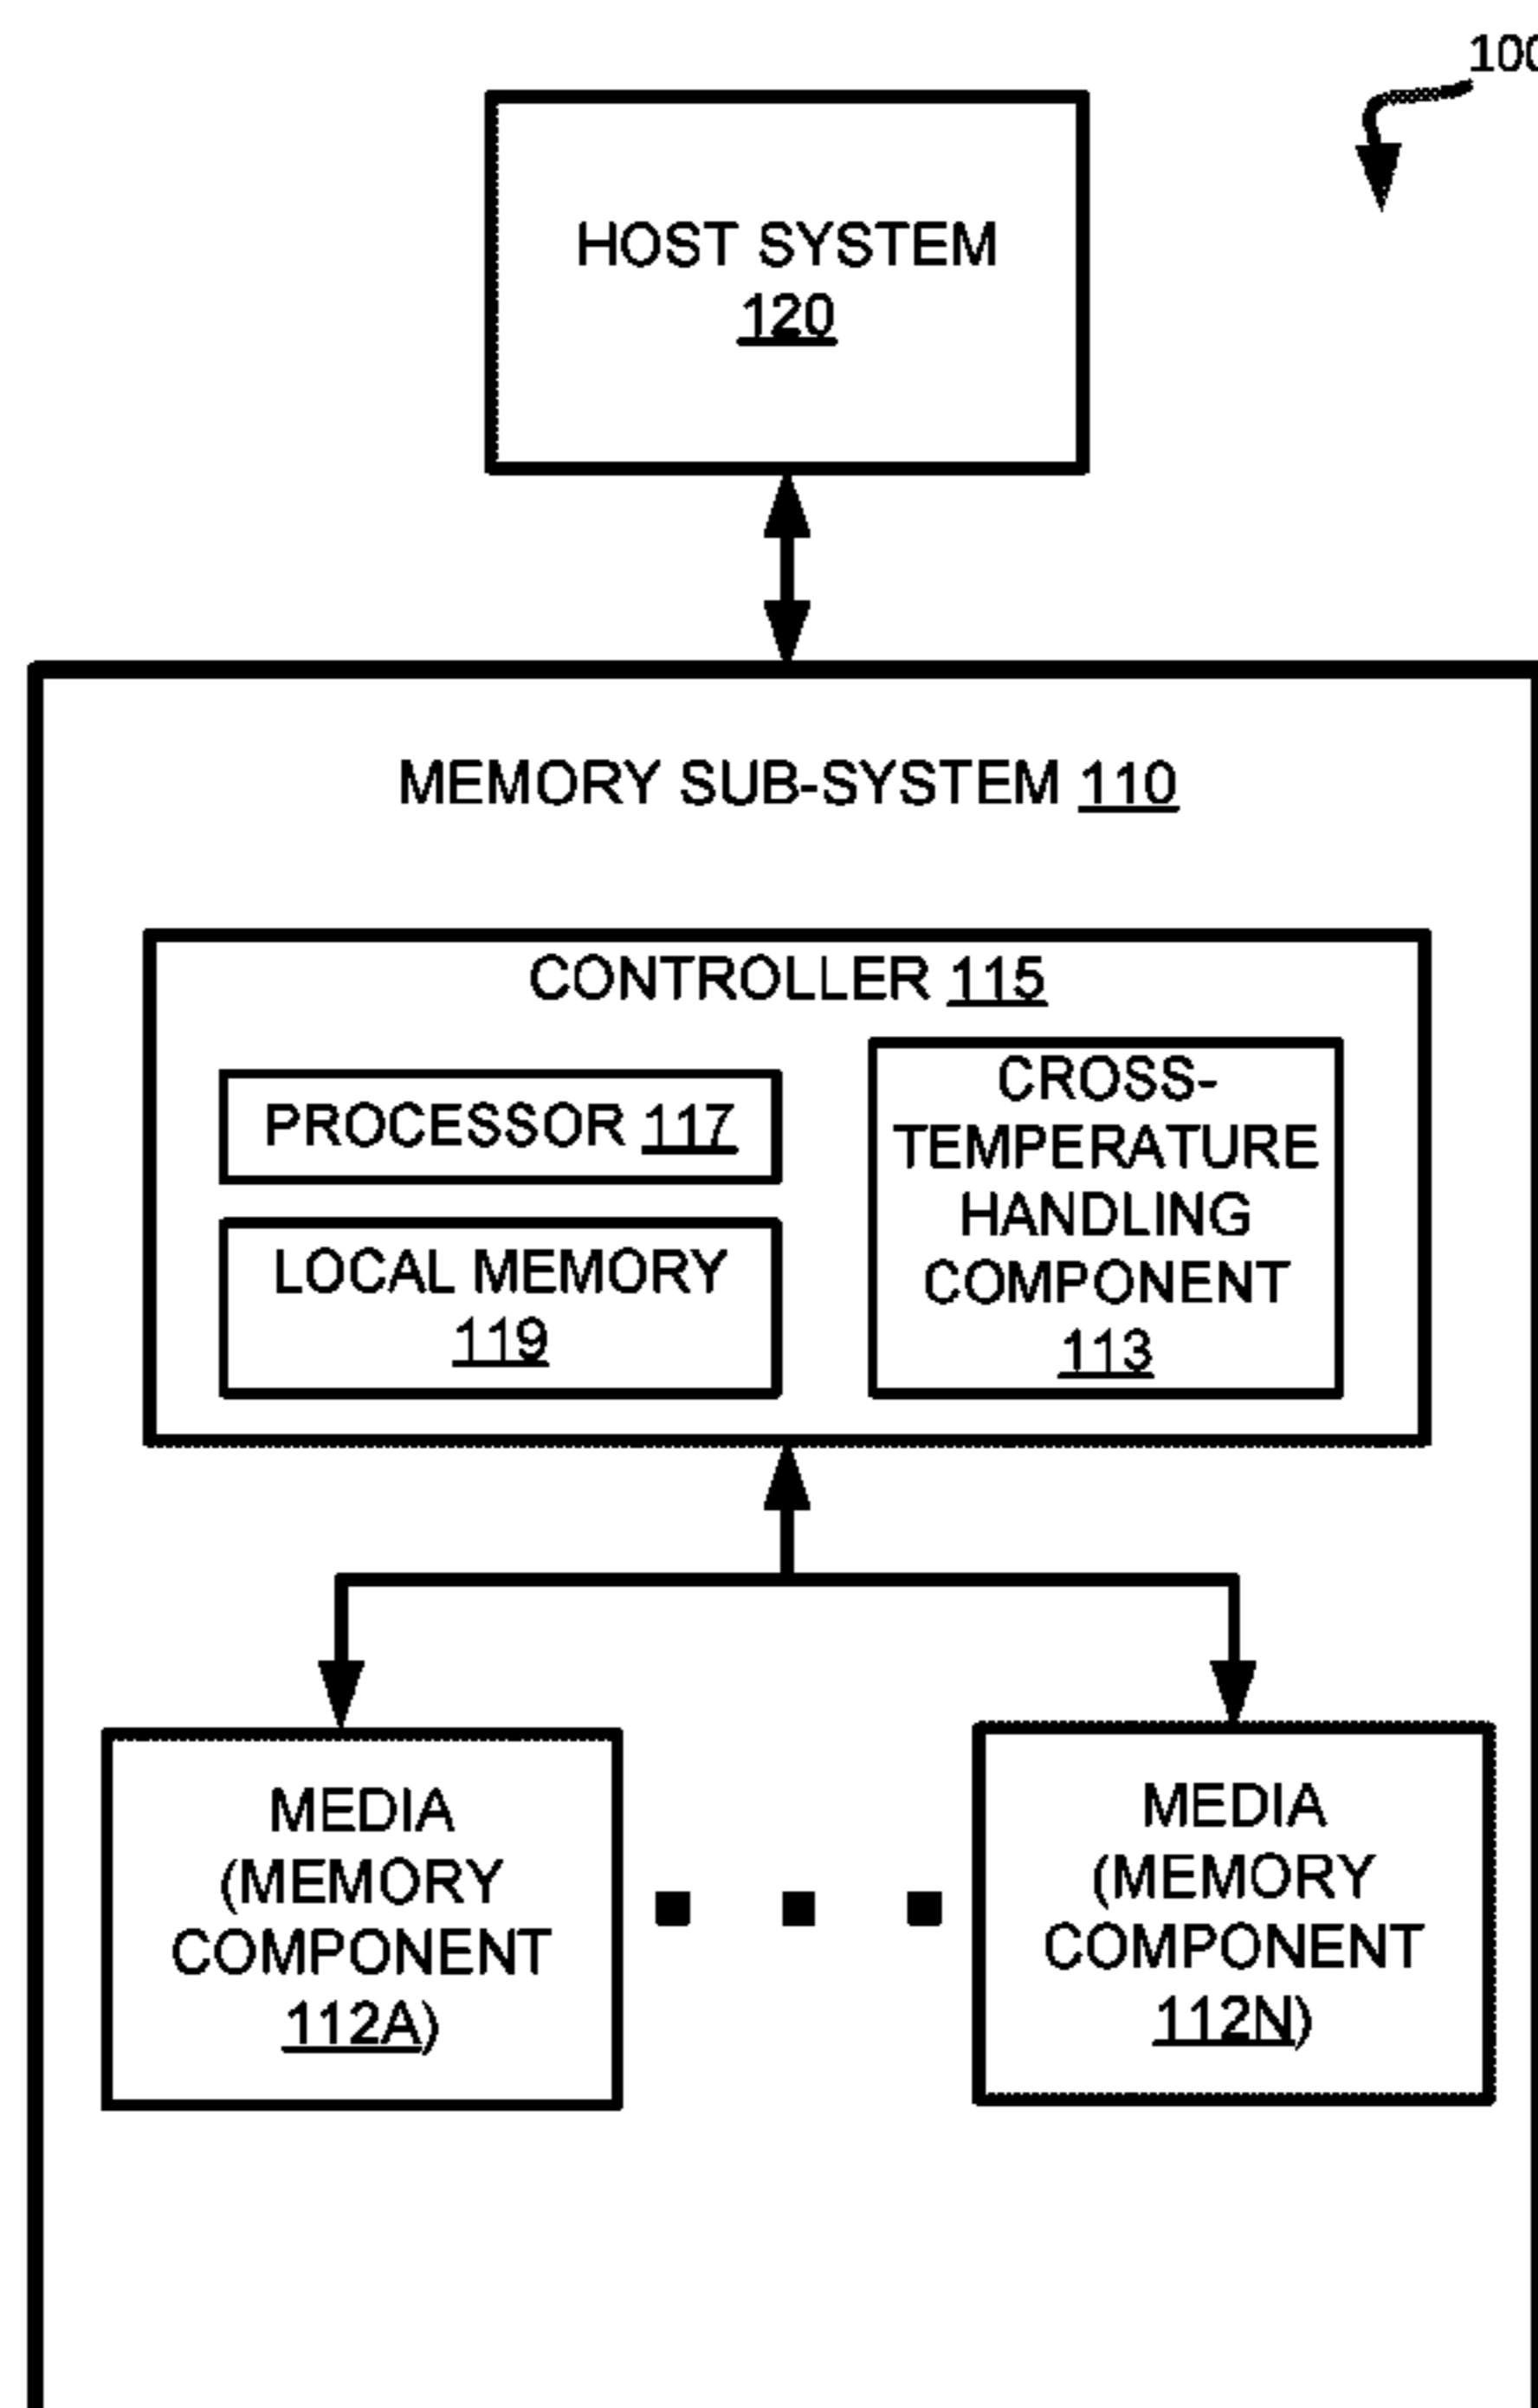 100
HOST SYSTEM
120
MEMORY SUB-SYSTEM 110
CONTROLLER 115
PROCESSOR 117
LOCAL MEMORY
119
CROSS-
TEMPERATURE
HANDLING
COMPONENT
113
MEDIA
(MEMORY
COMPONENT
112A)
MEDIA
(MEMORY
COMPONENT
112N)